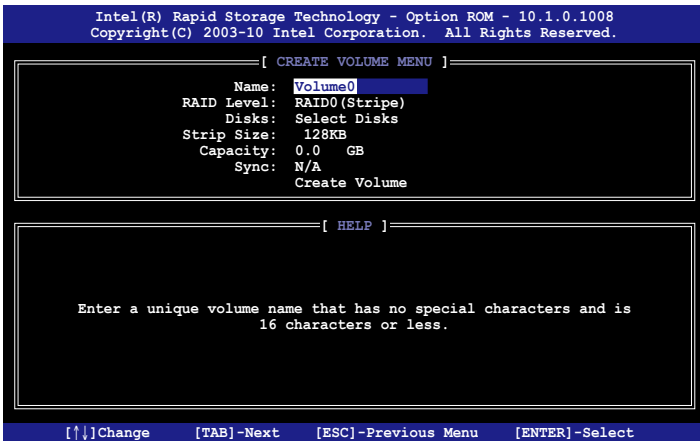 Intel(R) Rapid Storage Technology - Option ROM - 10.1.0.1008
Copyright(C) 2003-10 Intel Corporation. All Rights Reserved.
[ CREATE VOLUME MENU ]
Name: Volume0
RAID Level: RAID0(Stripe)
Disks: Select Disks
Strip Size: 128KB
Capacity: 0.0 GB
Sync: N/A
Create Volume
[ HELP ]
Enter a unique volume name that has no special characters and is
16 characters or less.
[↑↓]Change [TAB]-Next [ESC]-Previous Menu [ENTER]-Select